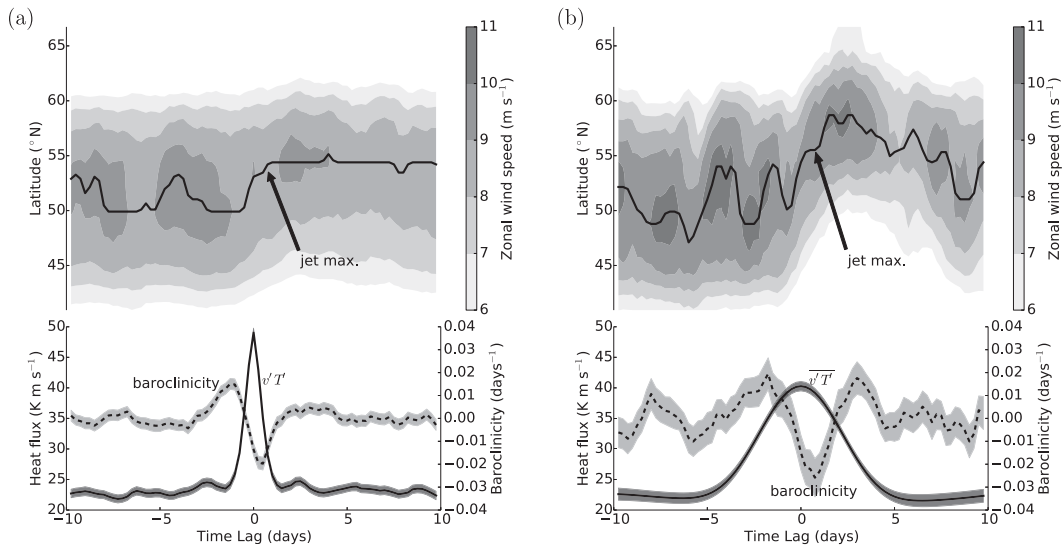 (a)
65
60
55
50
45
Latitude (°N)
jet max.
11
10
9
8
7
6
Zonal wind speed (m s⁻¹)
50
45
40
35
30
25
20
Heat flux (K m s⁻¹)
baroclinicity
v′T′
0.04
0.03
0.02
0.01
0.00
−0.01
−0.02
−0.03
−0.04
Baroclinicity (days⁻¹)
−10 −5 0 5 10
Time Lag (days)
(b)
65
60
55
50
45
Latitude (°N)
jet max.
11
10
9
8
7
6
Zonal wind speed (m s⁻¹)
50
45
40
35
30
25
20
Heat flux (K m s⁻¹)
v′T′
baroclinicity
0.04
0.03
0.02
0.01
0.00
−0.01
−0.02
−0.03
−0.04
Baroclinicity (days⁻¹)
−10 −5 0 5 10
Time Lag (days)